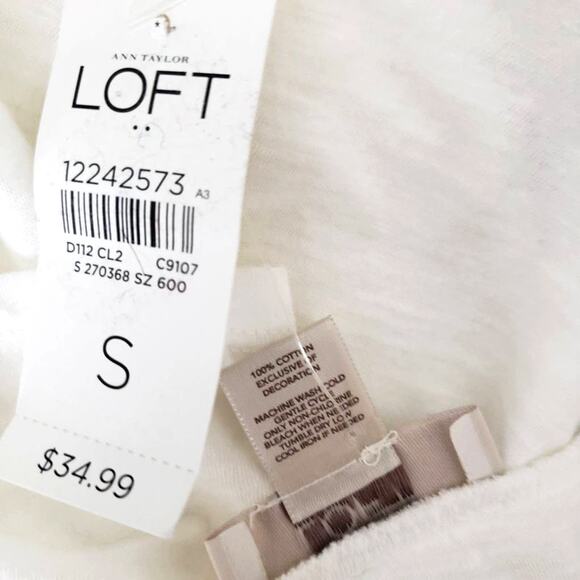 ANN TAYLOR
LOFT
12242573 A3
D112 CL2 C9107
S 270368 SZ 600
S
$34.99
100% COTTON
EXCLUSIVE OF
DECORATION
MACHINE WASH COLD
GENTLE CYCLE
ONLY NON-CHLORINE
BLEACH WHEN NEEDED
TUMBLE DRY LOW
COOL IRON IF NEEDED